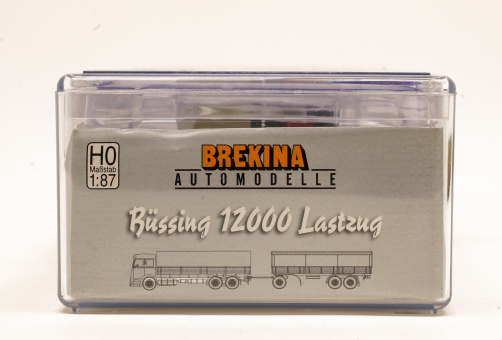 BREKINA
AUTOMODELLE
H0
Maßstab
1:87
Büssing 12000 Lastzug